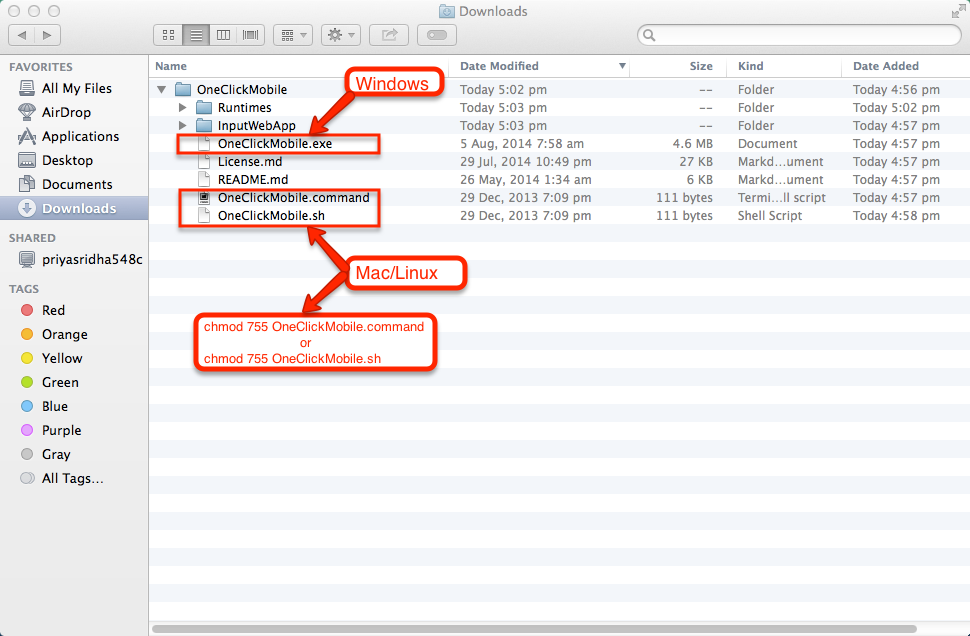 Downloads
FAVORITES
All My Files
AirDrop
Applications
Desktop
Documents
Downloads
SHARED
priyasridha548c
TAGS
Red
Orange
Yellow
Green
Blue
Purple
Gray
All Tags...
Name Date Modified Size Kind Date Added
OneClickMobile Today 5:02 pm -- Folder Today 4:56 pm
Runtimes Today 5:03 pm -- Folder Today 5:02 pm
InputWebApp Today 5:03 pm -- Folder Today 4:57 pm
OneClickMobile.exe 5 Aug, 2014 7:58 am 4.6 MB Document Today 4:57 pm
License.md 29 Jul, 2014 10:49 pm 27 KB Markd...ument Today 4:57 pm
README.md 26 May, 2014 1:34 am 6 KB Markd...ument Today 4:57 pm
OneClickMobile.command 29 Dec, 2013 7:09 pm 111 bytes Termi...ll script Today 4:57 pm
OneClickMobile.sh 29 Dec, 2013 7:09 pm 111 bytes Shell Script Today 4:58 pm
Windows
Mac/Linux
chmod 755 OneClickMobile.command
or
chmod 755 OneClickMobile.sh